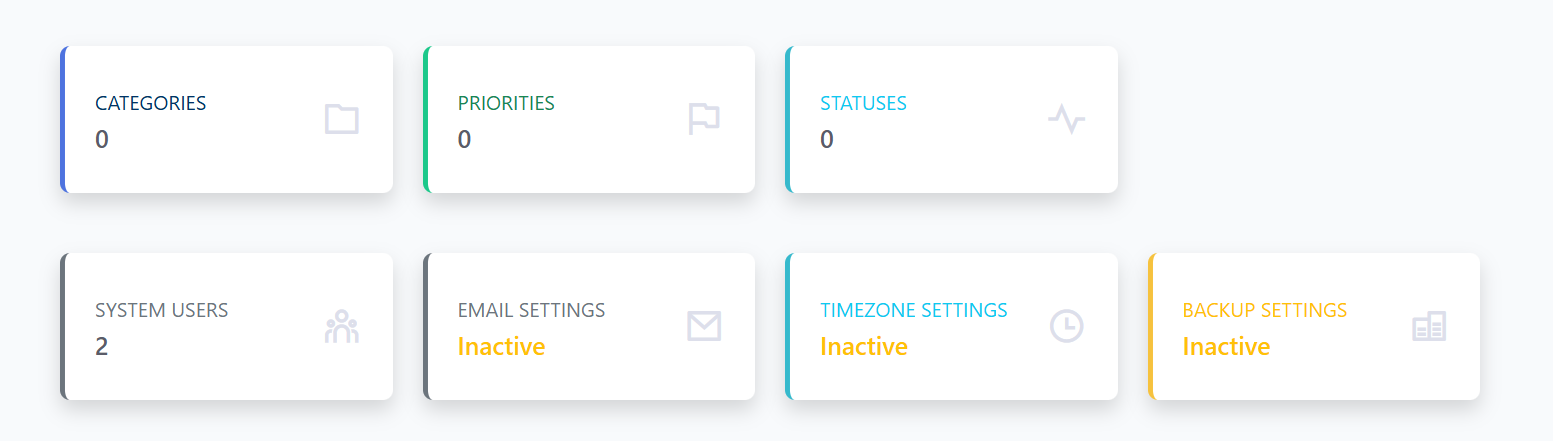 CATEGORIES
0
PRIORITIES
0
STATUSES
0
SYSTEM USERS
2
EMAIL SETTINGS
Inactive
TIMEZONE SETTINGS
Inactive
BACKUP SETTINGS
Inactive